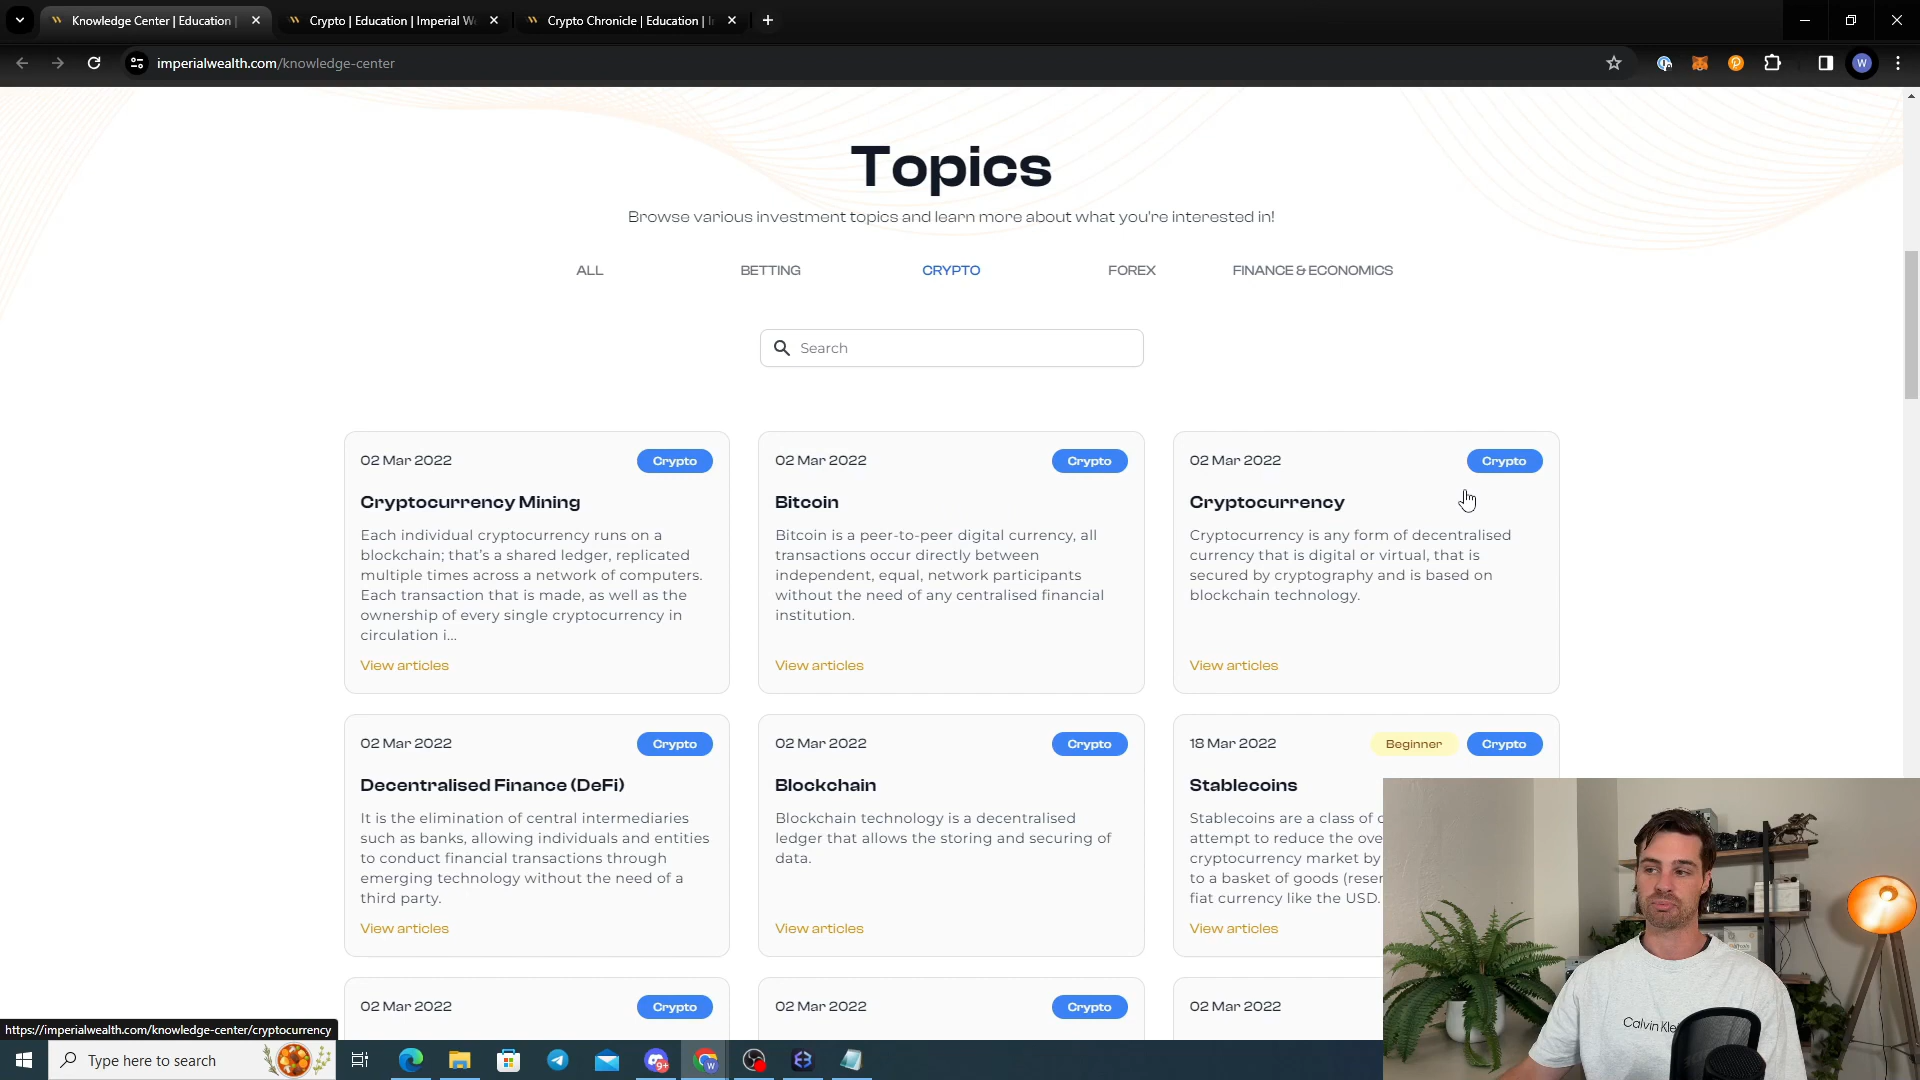 Knowledge Center | Education |
Crypto | Education | Imperial W
Crypto Chronicle | Education | I
imperialwealth.com/knowledge-center
W
Topics
Browse various investment topics and learn more about what you're interested in!
ALL
BETTING
CRYPTO
FOREX
FINANCE & ECONOMICS
Search
02 Mar 2022
Crypto
Cryptocurrency Mining
Each individual cryptocurrency runs on a
blockchain; that's a shared ledger, replicated
multiple times across a network of computers.
Each transaction that is made, as well as the
ownership of every single cryptocurrency in
circulation i...
View articles
02 Mar 2022
Crypto
Bitcoin
Bitcoin is a peer-to-peer digital currency, all
transactions occur directly between
independent, equal, network participants
without the need of any centralised financial
institution.
View articles
02 Mar 2022
Crypto
Cryptocurrency
Cryptocurrency is any form of decentralised
currency that is digital or virtual, that is
secured by cryptography and is based on
blockchain technology.
View articles
02 Mar 2022
Crypto
Decentralised Finance (DeFi)
It is the elimination of central intermediaries
such as banks, allowing individuals and entities
to conduct financial transactions through
emerging technology without the need of a
third party.
View articles
02 Mar 2022
Crypto
Blockchain
Blockchain technology is a decentralised
ledger that allows the storing and securing of
data.
View articles
18 Mar 2022
Beginner
Crypto
Stablecoins
Stablecoins are a class of c
attempt to reduce the ove
cryptocurrency market by
to a basket of goods (reser
fiat currency like the USD.
View articles
02 Mar 2022
Crypto
02 Mar 2022
Crypto
02 Mar 2022
https://imperialwealth.com/knowledge-center/cryptocurrency
Type here to search
9+
W
Calvin Kle